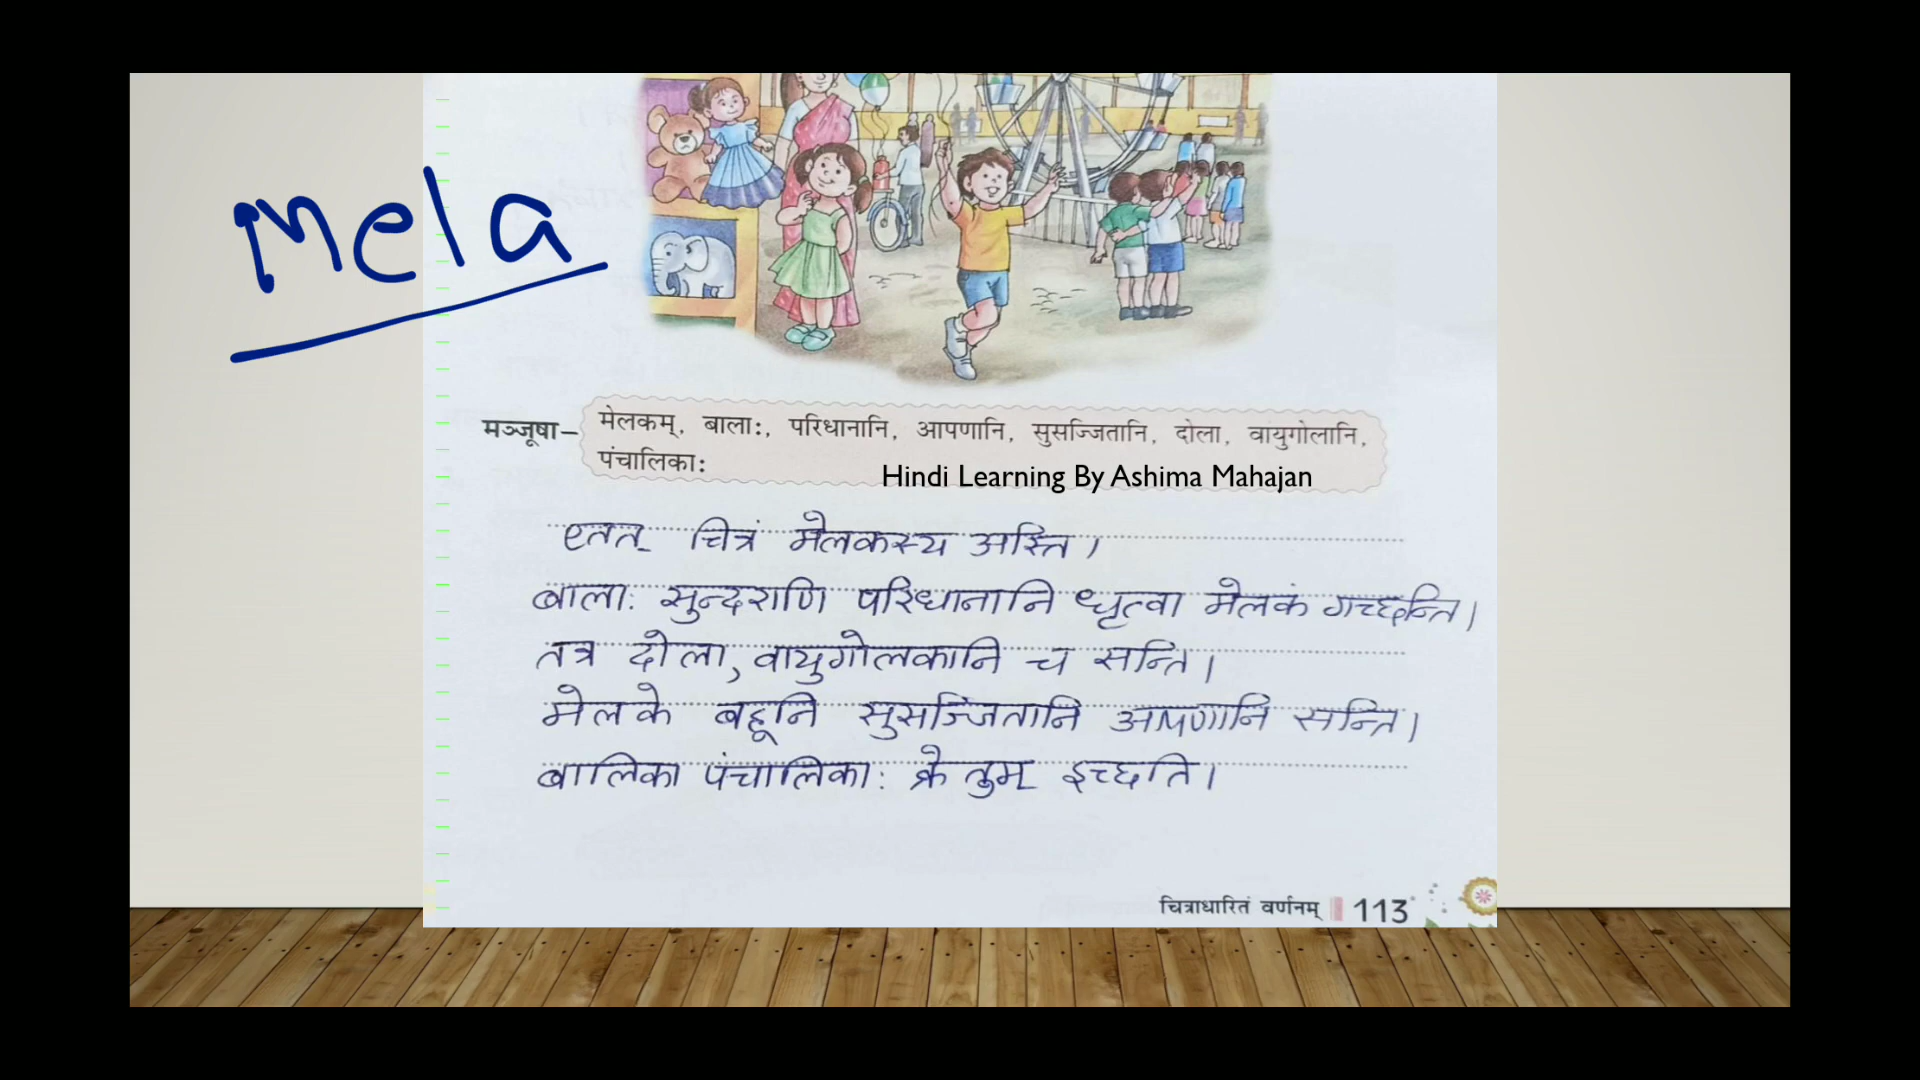 Mela
मञ्जूषा– मेलकम्, बालाः, परिधानानि, आपणानि, सुसज्जितानि, दोला, वायुगोलानि,
पंचालिकाः
Hindi Learning By Ashima Mahajan
एतत् चित्रं मेलकस्य अस्ति।
बालाः सुन्दराणि परिधानानि धृत्वा मेलकं गच्छन्ति।
तत्र दोला, वायुगोलकानि च सन्ति।
मेलके बहूनि सुसज्जितानि आपणानि सन्ति।
बालिका पंचालिकाः क्रेतुम् इच्छति।
चित्राधारितं वर्णनम् 113